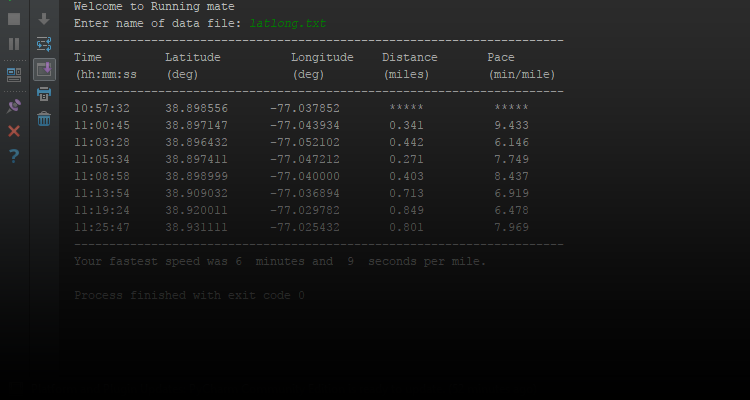 Welcome to Running mate
Enter name of data file: latlong.txt
----------------------------------------------------------------------
Time Latitude Longitude Distance Pace
(hh:mm:ss (deg) (deg) (miles) (min/mile)
----------------------------------------------------------------------
10:57:32 38.898556 -77.037852 ***** *****
11:00:45 38.897147 -77.043934 0.341 9.433
11:03:28 38.896432 -77.052102 0.442 6.146
11:05:34 38.897411 -77.047212 0.271 7.749
11:08:58 38.898999 -77.040000 0.403 8.437
11:13:54 38.909032 -77.036894 0.713 6.919
11:19:24 38.920011 -77.029782 0.849 6.478
11:25:47 38.931111 -77.025432 0.801 7.969
----------------------------------------------------------------------
Your fastest speed was 6  minutes and  9  seconds per mile.
Process finished with exit code 0